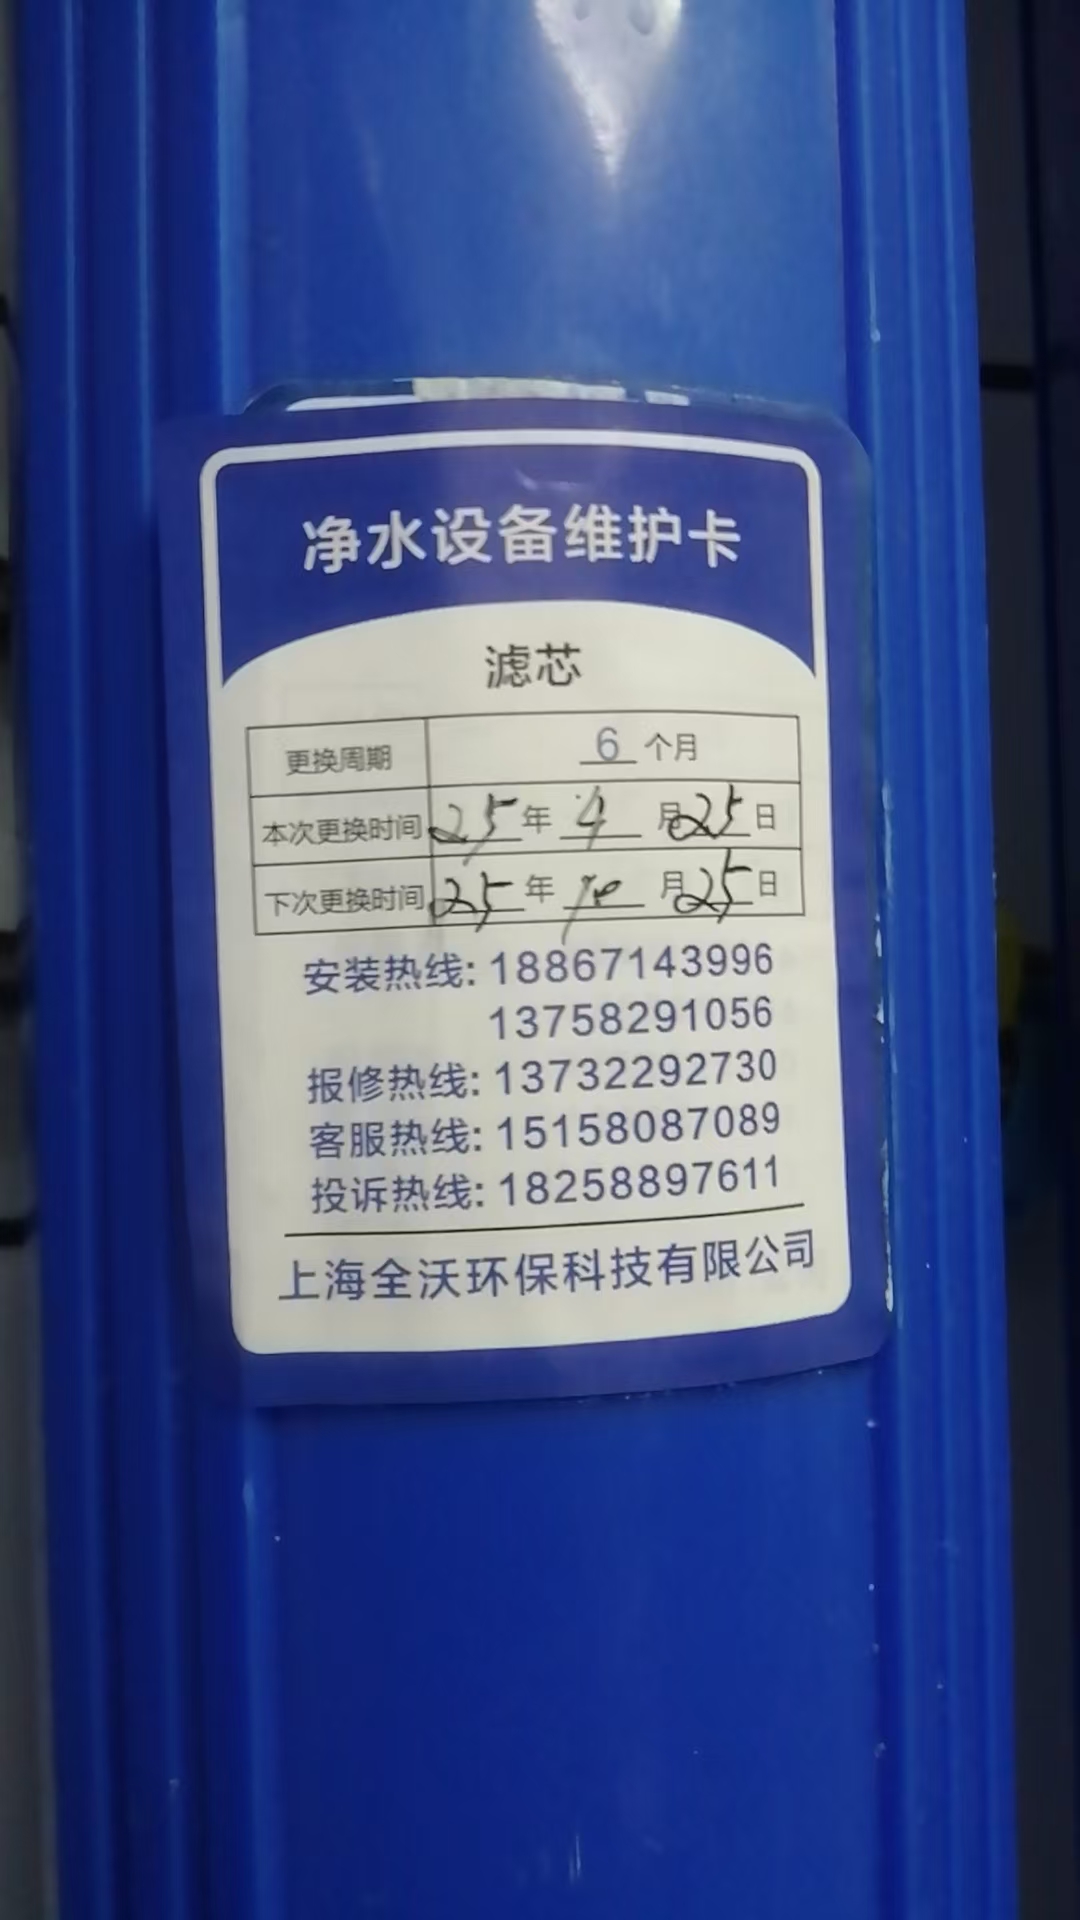 净水设备维护卡
滤芯
更换周期 6 个月
本次更换时间 25 年 4 月 25 日
下次更换时间 25 年 10 月 25 日
安装热线: 18867143996
13758291056
报修热线: 13732292730
客服热线: 15158087089
投诉热线: 18258897611
上海全沃环保科技有限公司